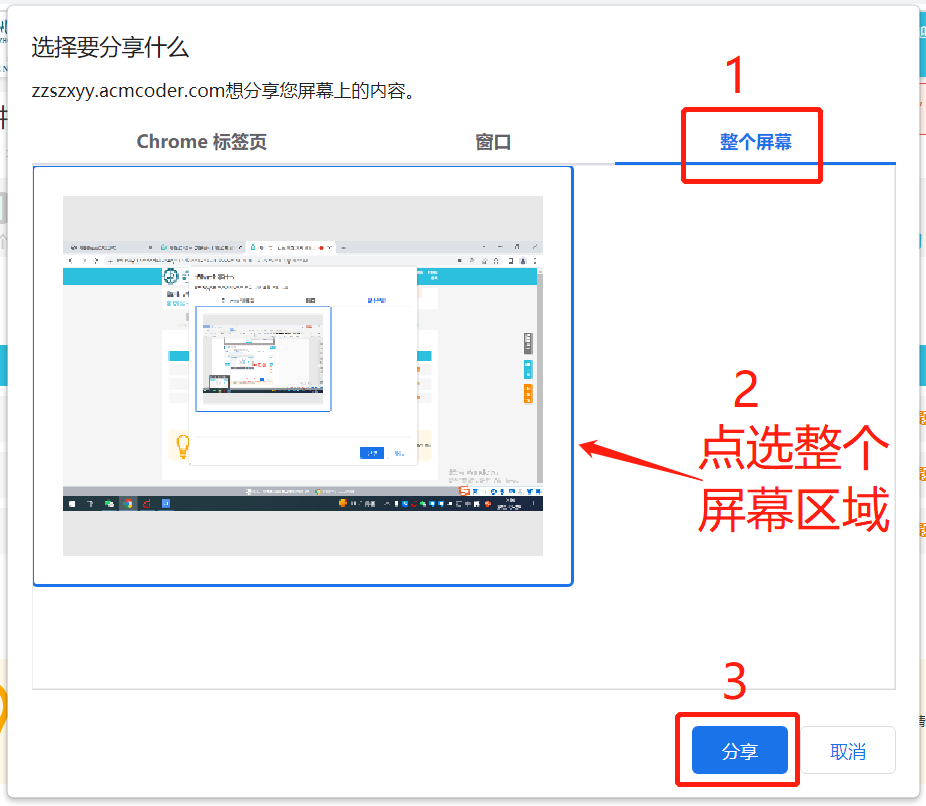 选择要分享什么
zzszxyy.acmcoder.com想分享您屏幕上的内容。
1
Chrome 标签页
窗口
整个屏幕
2
点选整个
屏幕区域
3
分享
取消